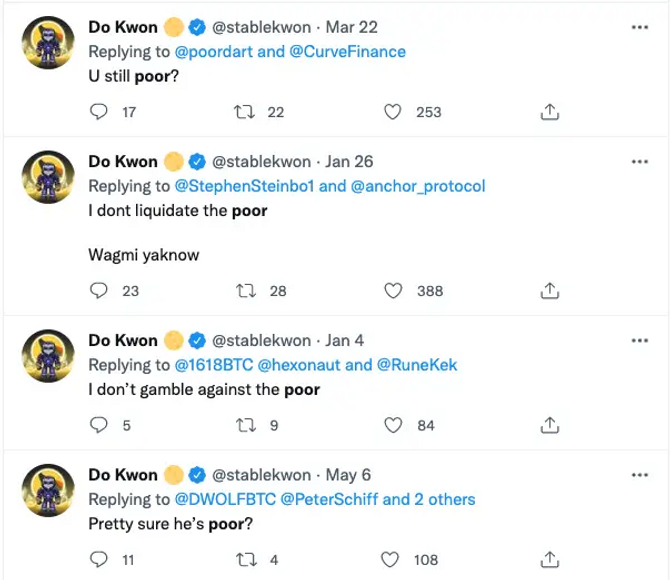 Do Kwon 🌕 @stablekwon · Mar 22
Replying to @poordart and @CurveFinance
U still poor?
17 22 253
Do Kwon 🌕 @stablekwon · Jan 26
Replying to @StephenSteinbo1 and @anchor_protocol
I dont liquidate the poor
Wagmi yaknow
23 28 388
Do Kwon 🌕 @stablekwon · Jan 4
Replying to @1618BTC @hexonaut and @RuneKek
I don’t gamble against the poor
5 9 84
Do Kwon 🌕 @stablekwon · May 6
Replying to @DWOLFBTC @PeterSchiff and 2 others
Pretty sure he’s poor?
11 4 108